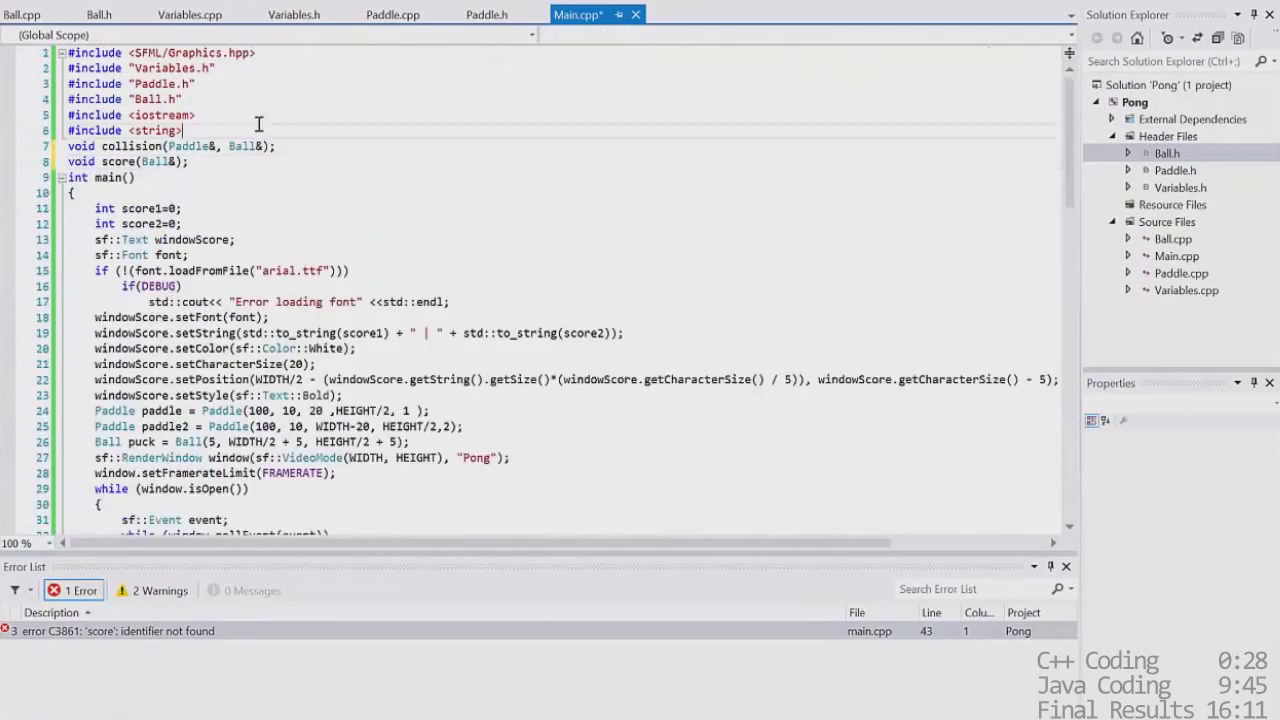 Ball.cpp Ball.h Variables.cpp Variables.h Paddle.cpp Paddle.h Main.cpp*
(Global Scope)
1 #include <SFML/Graphics.hpp>
2 #include "Variables.h"
3 #include "Paddle.h"
4 #include "Ball.h"
5 #include <iostream>
6 #include <string>
7 void collision(Paddle&, Ball&);
8 void score(Ball&);
9 int main()
10 {
11 int score1=0;
12 int score2=0;
13 sf::Text windowScore;
14 sf::Font font;
15 if (!(font.loadFromFile("arial.ttf")))
16 if(DEBUG)
17 std::cout<< "Error loading font" <<std::endl;
18 windowScore.setFont(font);
19 windowScore.setString(std::to_string(score1) + " | " + std::to_string(score2));
20 windowScore.setColor(sf::Color::White);
21 windowScore.setCharacterSize(20);
22 windowScore.setPosition(WIDTH/2 - (windowScore.getString().getSize()*(windowScore.getCharacterSize() / 5)), windowScore.getCharacterSize() - 5);
23 windowScore.setStyle(sf::Text::Bold);
24 Paddle paddle = Paddle(100, 10, 20 ,HEIGHT/2, 1 );
25 Paddle paddle2 = Paddle(100, 10, WIDTH-20, HEIGHT/2,2);
26 Ball puck = Ball(5, WIDTH/2 + 5, HEIGHT/2 + 5);
27 sf::RenderWindow window(sf::VideoMode(WIDTH, HEIGHT), "Pong");
28 window.setFramerateLimit(FRAMERATE);
29 while (window.isOpen())
30 {
31 sf::Event event;
while (window.pollEvent(event))
100 %
Error List
1 Error 2 Warnings 0 Messages Search Error List
Description File Line Colu... Project
3 error C3861: 'score': identifier not found main.cpp 43 1 Pong
Solution Explorer
Search Solution Explorer (Ctrl+;)
Solution 'Pong' (1 project)
Pong
External Dependencies
Header Files
Ball.h
Paddle.h
Variables.h
Resource Files
Source Files
Ball.cpp
Main.cpp
Paddle.cpp
Variables.cpp
Properties
C++ Coding 0:28
Java Coding 9:45
Final Results 16:11